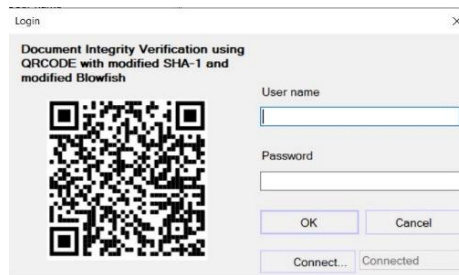 Login
Document Integrity Verification using
QRCODE with modified SHA-1 and
modified Blowfish
User name
Password
OK Cancel
Connect... Connected